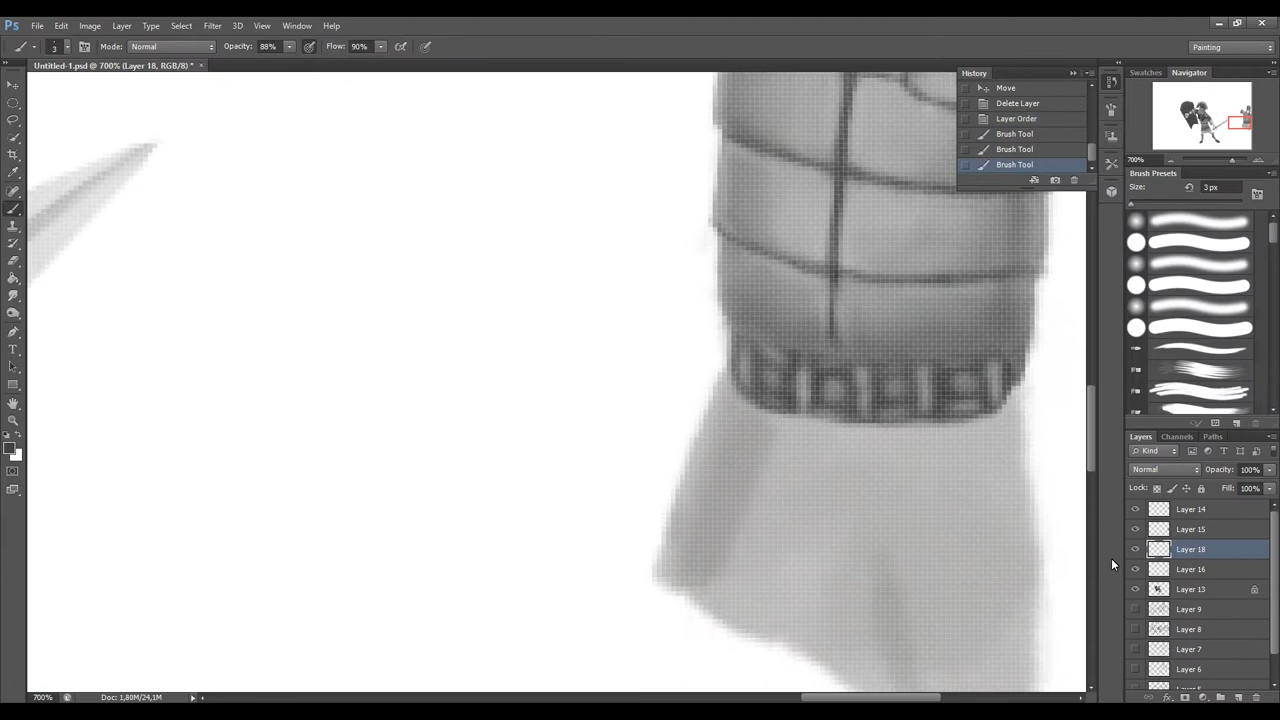 Ps File Edit Image Layer Type Select Filter 3D View Window Help
3 Mode: Normal Opacity: 88% Flow: 90% Painting
Untitled-1.psd @ 700% (Layer 18, RGB/8) * ×
History
Move
Delete Layer
Layer Order
Brush Tool
Brush Tool
Brush Tool
Swatches Navigator
700%
Brush Presets
Size: 3 px
Layers Channels Paths
Kind
Normal Opacity: 100%
Lock: Fill: 100%
Layer 14
Layer 15
Layer 18
Layer 16
Layer 13
Layer 9
Layer 8
Layer 7
Layer 6
700% Doc: 1,80M/24,1M